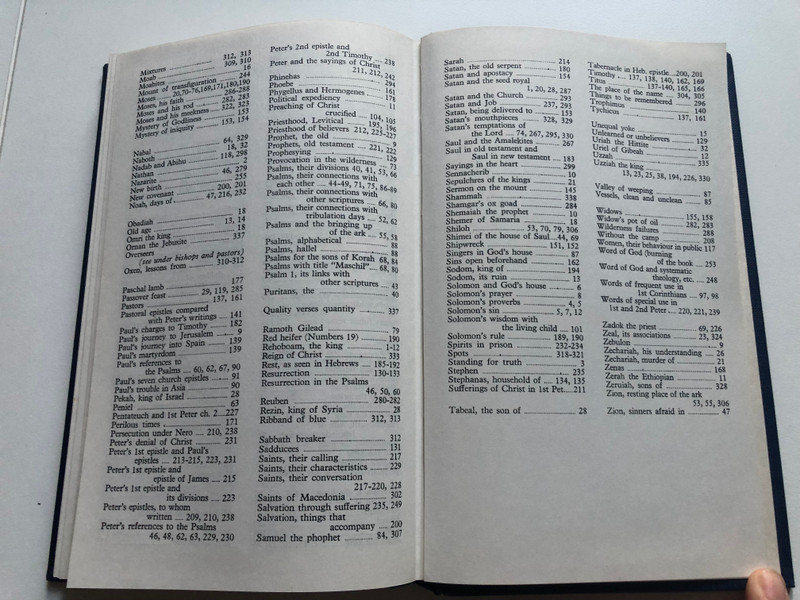 Mixtures .... 312, 313
Moab .... 309, 310
Moabites .... 16
Mount of transfiguration .... 244
Moses .... 20,70-76,169,171,180,190
Moses, his faith .... 286-288
Moses and his rod .... 282, 283
Moses and his meekness .... 322, 323
Mystery of Godliness .... 153
Mystery of iniquity .... 153, 154
Nabal .... 64, 329
Naboth .... 18, 32
Nadab and Abihu .... 118, 298
Nathan .... 2
Nazarite .... 46, 279
New birth .... 255
New covenant .... 200, 201
Noah, days of .... 47, 216, 232
Obadiah .... 18
Old age .... 13, 14
Omri the king .... 18
Ornan the Jebusite .... 337
Overseers
(see under bishops and pastors)
Oxen, lessons from .... 310-312
Paschal lamb .... 177
Passover feast .... 29, 119, 285
Pastors .... 137, 161
Pastoral epistles compared
with Peter's writings .... 141
Paul's charges to Timothy .... 182
Paul's journey to Jerusalem .... 9
Paul's journey into Spain .... 139
Paul's martyrdom .... 139
Paul's references to
the Psalms .... 60, 62, 67, 90
Paul's seven church epistles .... 91
Paul's trouble in Asia .... 90
Pekah, king of Israel .... 28
Peniel .... 63
Pentateuch and 1st Peter ch. 2....227
Perilous times .... 171
Persecution under Nero .... 210, 238
Peter's denial of Christ .... 231
Peter's 1st epistle and Paul's
epistles .... 213-215, 223, 231
Peter's 1st epistle and
epistle of James .... 215
Peter's 1st epistle and
its divisions .... 223
Peter's epistles, to whom
written .... 209, 210, 238
Peter's references to the Psalms
46, 48, 62, 63, 229, 230
Peter's 2nd epistle and
2nd Timothy .... 238
Peter and the sayings of Christ
211, 212, 242
Phinehas .... 294
Phoebe .... 161
Phygellus and Hermogenes .... 178
Political expediency .... 11
Preaching of Christ
crucified .... 104, 105
Priesthood, Levitical .... 195, 196
Priesthood of believers .... 212, 225-227
Prophet, the old .... 9
Prophets, old testament .... 221, 222
Prophesying .... 129
Provocation in the wilderness .... 73
Psalms, their divisions 40, 41, 53, 66
Psalms, their connections with
each other .... 44-49, 71, 75, 86-89
Psalms, their connections with
other scriptures .... 66, 80
Psalms, their connections with
tribulation days .... 52, 62
Psalms and the bringing up
of the ark .... 55, 58
Psalms, alphabetical .... 88
Psalms, hallel .... 88
Psalms for the sons of Korah 68, 84
Psalms with title "Maschil".... 68, 80
Psalm 1, its links with
other scriptures .... 43
Puritans, the .... 40
Quality verses quantity .... 337
Ramoth Gilead .... 79
Red heifer (Numbers 19) .... 190
Rehoboam, the king .... 1-12
Reign of Christ .... 333
Rest, as seen in Hebrews .... 185-192
Resurrection .... 130-133
Resurrection in the Psalms
46, 50, 60
Reuben .... 280-282
Rezin, king of Syria .... 28
Ribband of blue .... 312, 313
Sabbath breaker .... 312
Sadducees .... 131
Saints, their calling .... 217
Saints, their characteristics .... 229
Saints, their conversation
217-220, 228
Saints of Macedonia .... 302
Salvation through suffering 235, 249
Salvation, things that
accompany .... 200
Samuel the phophet .... 84, 307
Sarah .... 214
Satan, the old serpent .... 180
Satan and apostacy .... 154
Satan and the seed royal
1, 20, 28, 287
Satan and the Church .... 293
Satan and Job .... 237, 293
Satan, being delivered to .... 153
Satan's mouthpieces .... 328, 329
Satan's temptations of
the Lord .... 74, 267, 295, 330
Saul and the Amalekites .... 267
Saul in old testament and
Saul in new testament .... 183
Sayings in the heart .... 299
Sennacherib .... 10
Sepulchres of the kings .... 21
Sermon on the mount .... 145
Shammah .... 338
Shamgar's ox goad .... 284
Shemaiah the prophet .... 10
Shemer of Samaria .... 18
Shiloh .... 53, 70, 79, 306
Shimei of the house of Saul....44, 69
Shipwreck .... 151, 152
Singers in God's house .... 87
Sins open beforehand .... 162
Sodom, king of .... 194
Sodom, its ruin .... 13
Solomon and God's house .... 6
Solomon's prayer .... 8
Solomon's proverbs .... 4, 5
Solomon's sin .... 5, 7, 12
Solomon's wisdom with
the living child .... 101
Solomon's rule .... 189, 190
Spirits in prison .... 232-234
Spots .... 318-321
Standing for truth .... 3
Stephen .... 235
Stephanas, household of .... 134, 135
Sufferings of Christ in 1st Pet.....211
Tabeal, the son of .... 28
Tabernacle in Heb. epistle....200, 201
Timothy .... 137, 138, 140, 162, 169
Titus .... 137-140, 165, 166
The place of the name .... 304, 305
Things to be remembered .... 296
Trophimus .... 140
Tychicus .... 137, 161
Unequal yoke .... 15
Unlearned or unbelievers .... 129
Uriah the Hittite .... 32
Uriel of Gibeah .... 12
Uzzah .... 335
Uzziah the king
13, 23, 25, 38, 194, 226, 330
Valley of weeping .... 87
Vessels, clean and unclean .... 85
Widows .... 155, 158
Widow's pot of oil .... 282, 283
Wilderness failures .... 288
Without the camp .... 208
Women, their behaviour in public 117
Word of God (burning
of the book .... 253
Word of God and systematic
theology, etc. .... 248
Words of frequent use in
1st Corinthians .... 97, 98
Words of special use in
1st and 2nd Peter.... 220, 221, 239
Zadok the priest .... 69, 226
Zeal, its associations .... 23, 324
Zebulon .... 9
Zechariah, his understanding .... 26
Zechariah, murder of .... 21
Zenas .... 168
Zerah the Ethiopian .... 11
Zeruiah, sons of .... 328
Zion, resting place of the ark
53, 55, 306
Zion, sinners afraid in .... 47